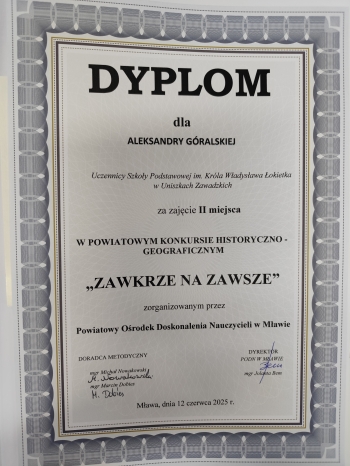 DYPLOM
dla
ALEKSANDRY GÓRALSKIEJ
Uczennicy Szkoły Podstawowej im. Króla Władysława Łokietka
w Uniszkach Zawadzkich
za zajęcie II miejsca
W POWIATOWYM KONKURSIE HISTORYCZNO -
GEOGRAFICZNYM
„ZAWKRZE NA ZAWSZE”
zorganizowanym przez
Powiatowy Ośrodek Doskonalenia Nauczycieli w Mławie
DORADCA METODYCZNY
mgr Michał Nowakowski
M. Nowakowski
mgr Marcin Dobies
M. Dobies
DYREKTOR
PODN W MŁAWIE
mgr Jolanta Bem
Mława, dnia 12 czerwca 2025 r.